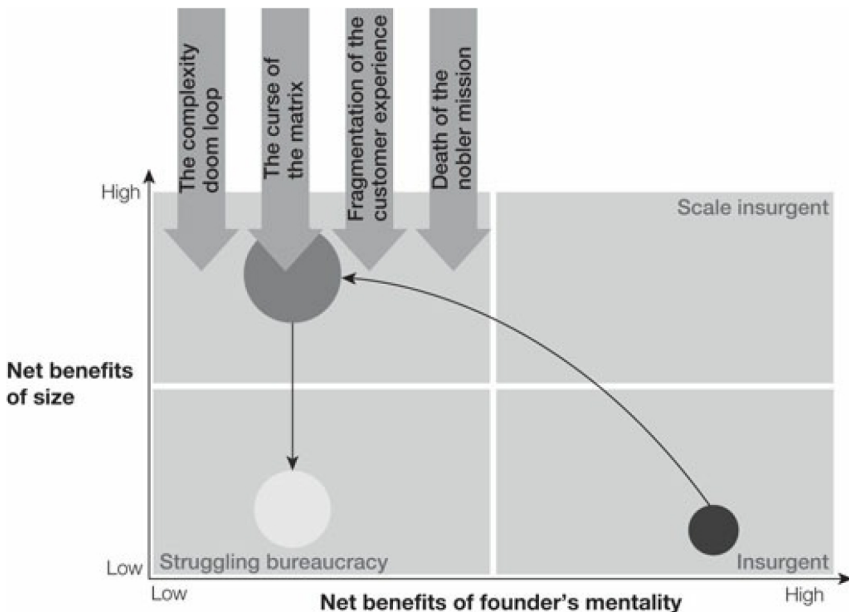 The complexity
doom loop
The curse of
the matrix
Fragmentation of the
customer experience
Death of the
nobler mission
High
Scale insurgent
Net benefits
of size
Struggling bureaucracy
Insurgent
Low
Low
Net benefits of founder's mentality
High